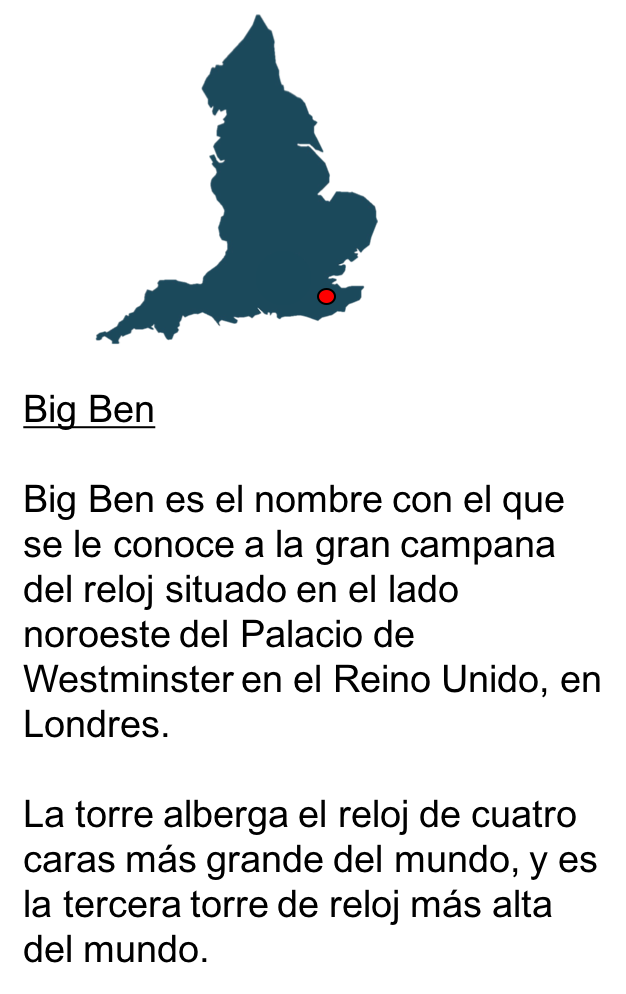 Big Ben
Big Ben es el nombre con el que
se le conoce a la gran campana
del reloj situado en el lado
noroeste del Palacio de
Westminster en el Reino Unido, en
Londres.
La torre alberga el reloj de cuatro
caras más grande del mundo, y es
la tercera torre de reloj más alta
del mundo.